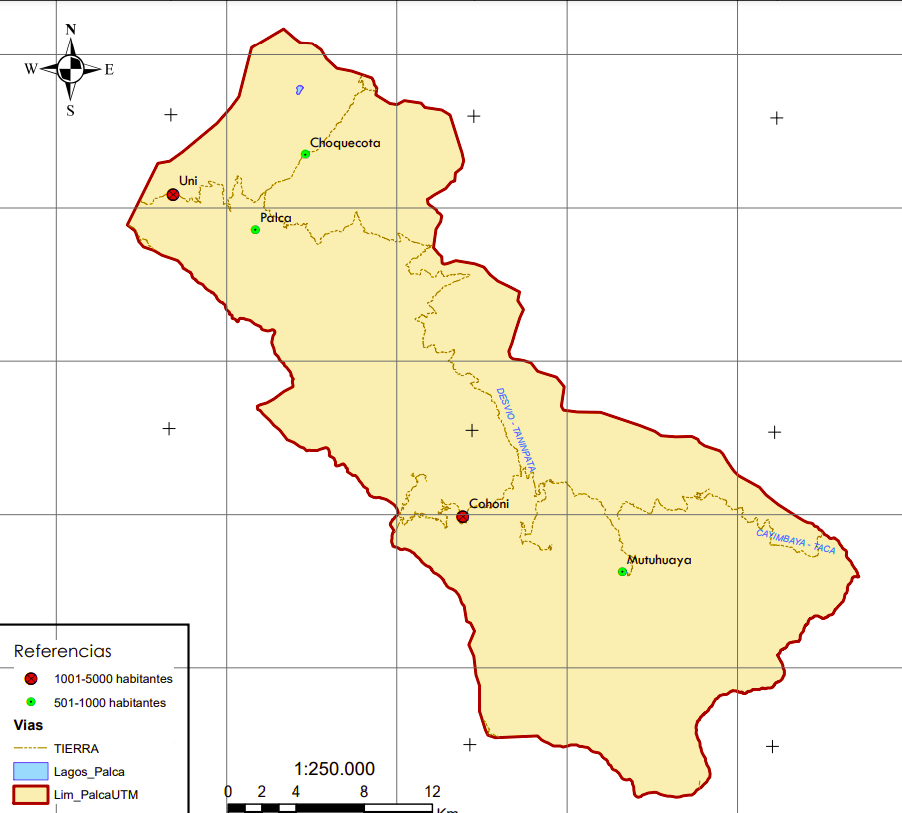 N
W E
S
Choquecota
Uni
Palca
DESVIO - TANINPATA
Cohoni
CAYIMBAYA - TACA
Mutuhuaya
Referencias
1001-5000 habitantes
501-1000 habitantes
Vias
TIERRA
Lagos_Palca
Lim_PalcaUTM
1:250.000
0 2 4 8 12
Km